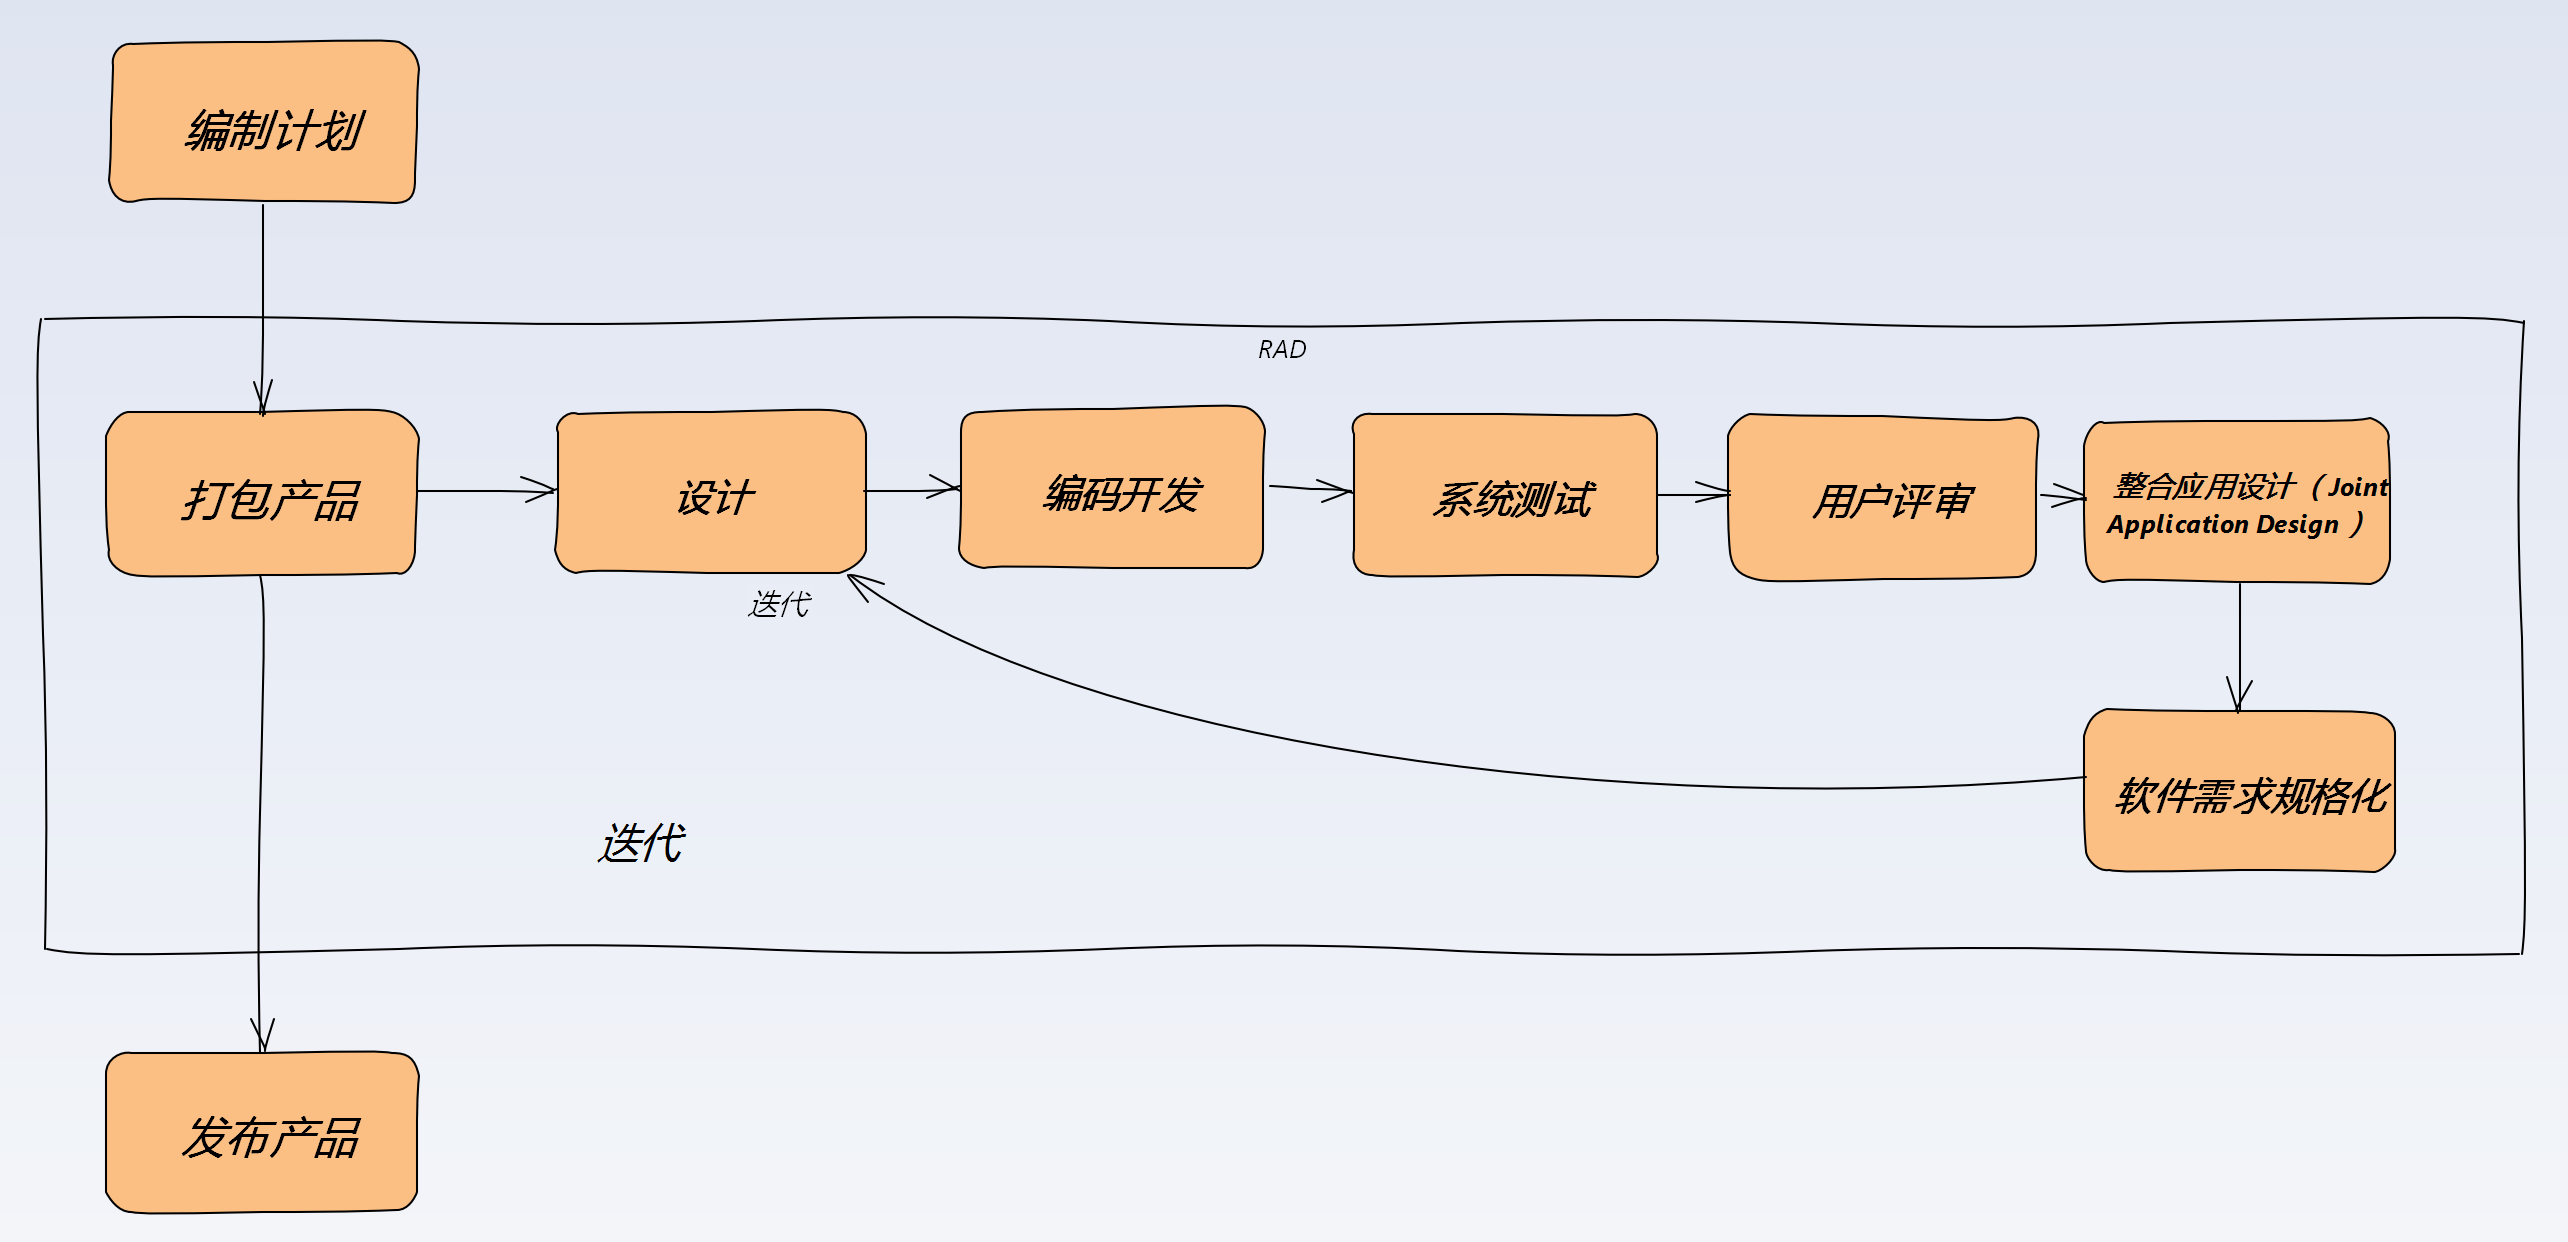 编制计划
RAD
打包产品
设计
编码开发
系统测试
用户评审
整合应用设计（Joint
Application Design）
迭代
软件需求规格化
迭代
发布产品